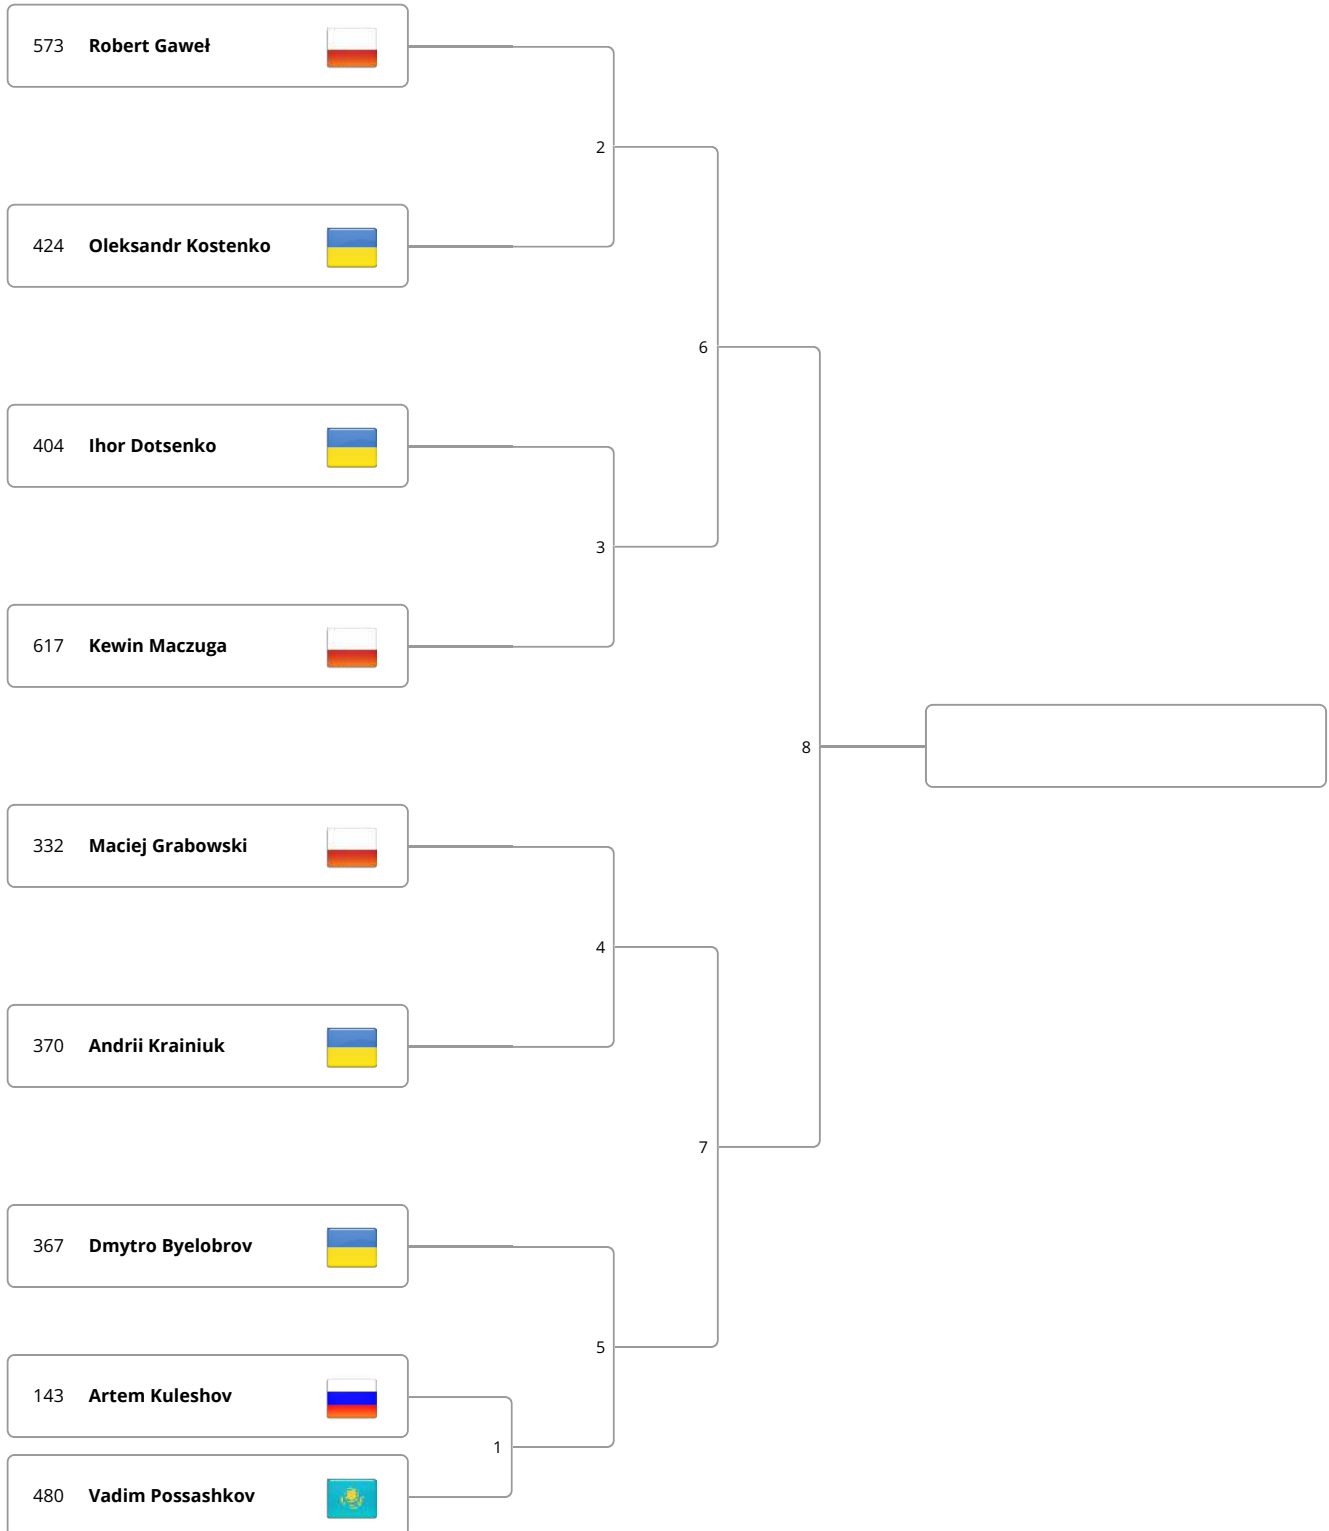 573 Robert Gaweł
2
424 Oleksandr Kostenko
6
404 Ihor Dotsenko
3
617 Kewin Maczuga
8
332 Maciej Grabowski
4
370 Andrii Krainiuk
7
367 Dmytro Byelobrov
5
143 Artem Kuleshov
1
480 Vadim Possashkov